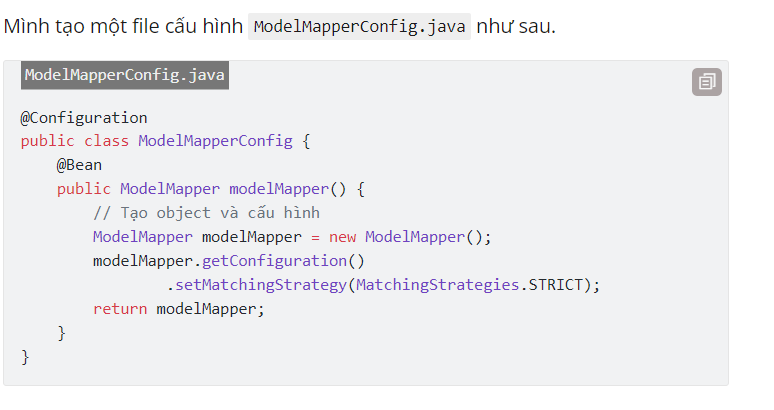 Mình tạo một file cấu hình ModelMapperConfig.java như sau.
ModelMapperConfig.java
@Configuration
public class ModelMapperConfig {
    @Bean
    public ModelMapper modelMapper() {
        // Tạo object và cấu hình
        ModelMapper modelMapper = new ModelMapper();
        modelMapper.getConfiguration()
                .setMatchingStrategy(MatchingStrategies.STRICT);
        return modelMapper;
    }
}